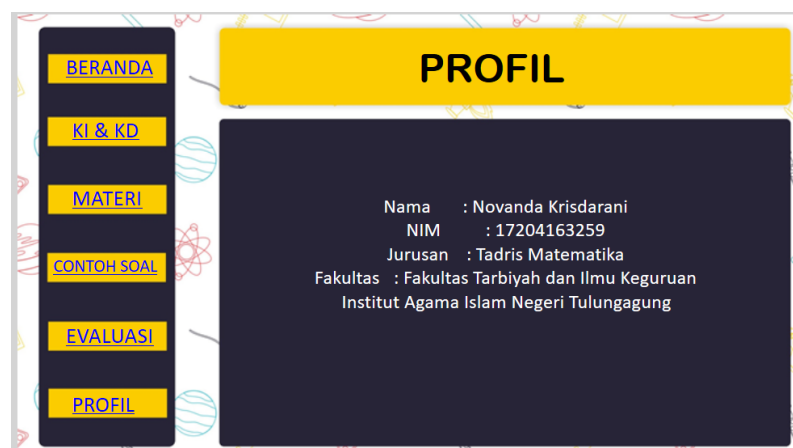 BERANDA
KI & KD
MATERI
CONTOH SOAL
EVALUASI
PROFIL
PROFIL
Nama : Novanda Krisdarani
NIM : 17204163259
Jurusan : Tadris Matematika
Fakultas : Fakultas Tarbiyah dan Ilmu Keguruan
Institut Agama Islam Negeri Tulungagung